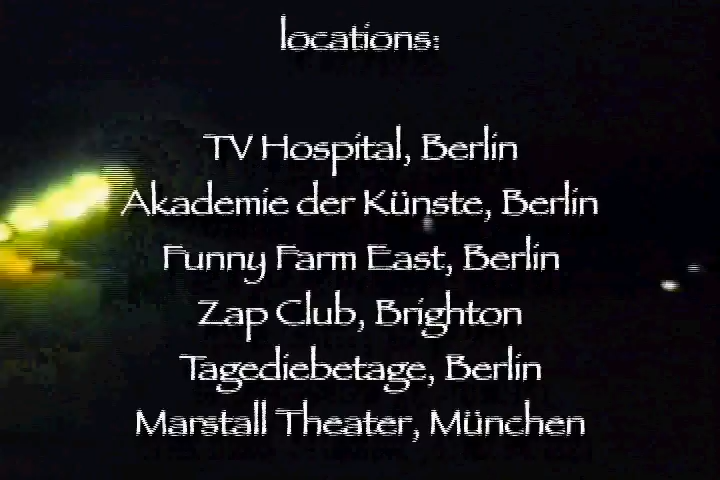 locations:
TV Hospital, Berlin
Akademie der Künste, Berlin
Funny Farm East, Berlin
Zap Club, Brighton
Tagediebetage, Berlin
Marstall Theater, München